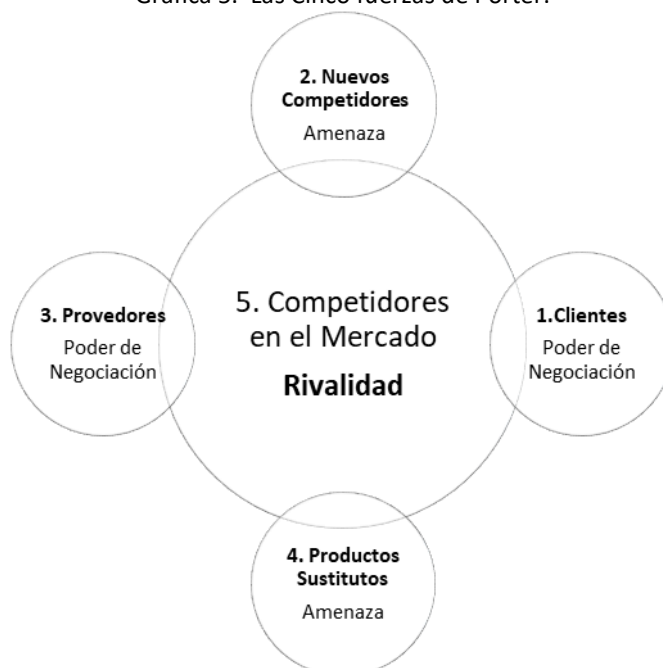 Gráfica 3. Las Cinco fuerzas de Porter.
2. Nuevos
Competidores
Amenaza
3. Provedores
Poder de
Negociación
5. Competidores
en el Mercado
Rivalidad
1.Clientes
Poder de
Negociación
4. Productos
Sustitutos
Amenaza